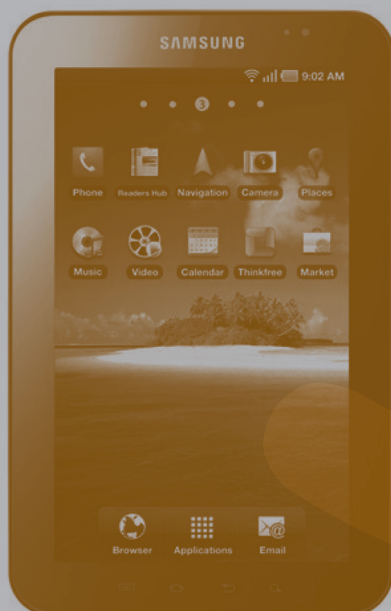 SAMSUNG
9:02 AM
3
Phone Readers Hub Navigation Camera Places
Music Video Calendar Thinkfree Market
Browser Applications Email